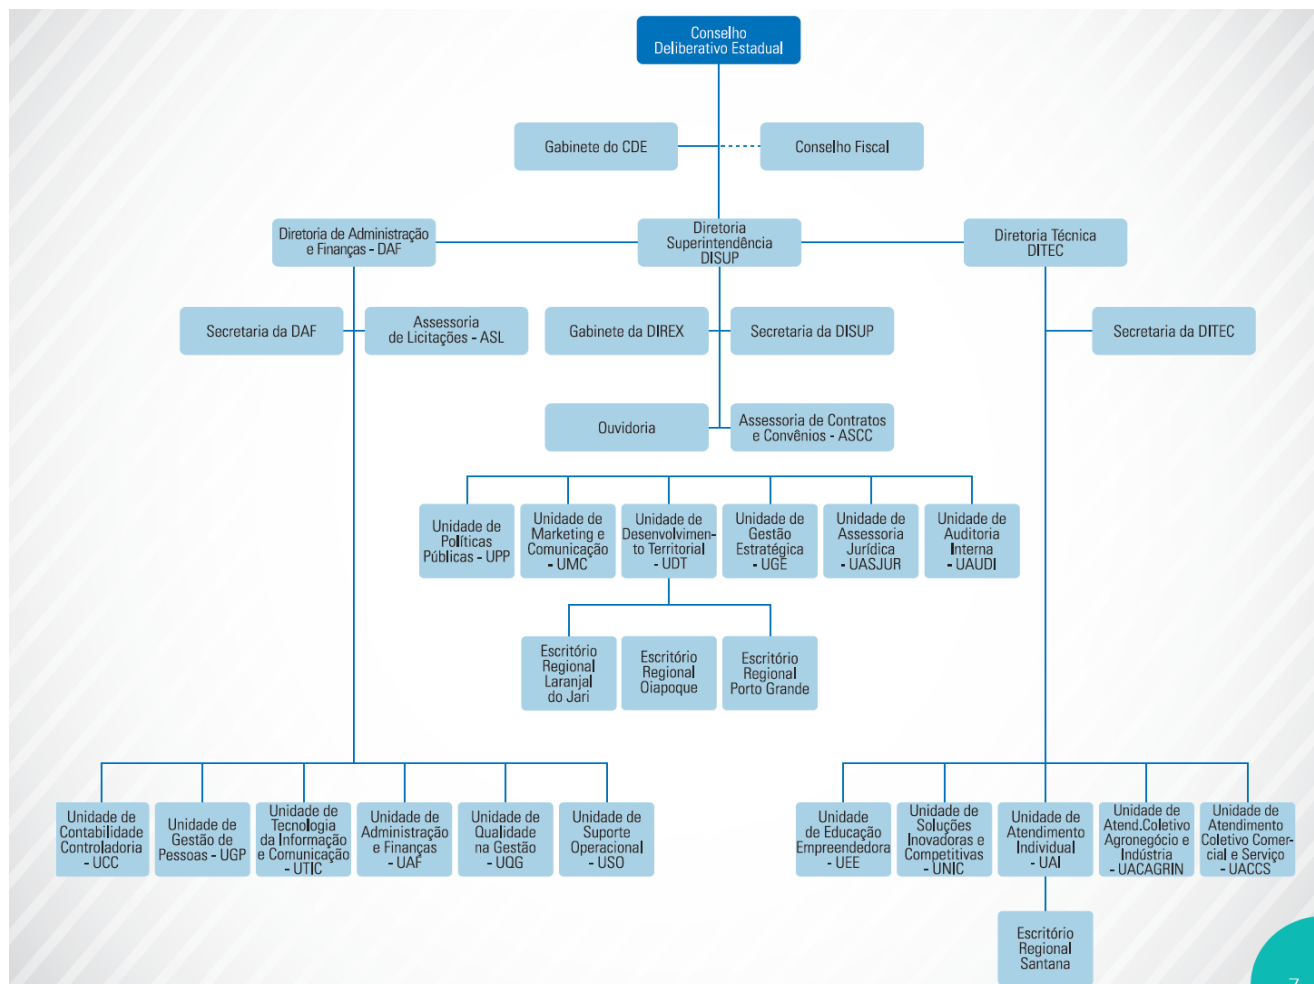 Conselho
Deliberativo Estadual
Gabinete do CDE
Conselho Fiscal
Diretoria de Administração
e Finanças - DAF
Diretoria
Superintendência
DISUP
Diretoria Técnica
DITEC
Secretaria da DAF
Assessoria
de Licitações - ASL
Gabinete da DIREX
Secretaria da DISUP
Secretaria da DITEC
Ouvidoria
Assessoria de Contratos
e Convênios - ASCC
Unidade de
Políticas
Públicas - UPP
Unidade de
Marketing e
Comunicação
- UMC
Unidade de
Desenvolvimen-
to Territorial
- UDT
Unidade de
Gestão
Estratégica
- UGE
Unidade de
Assessoria
Jurídica
- UASJUR
Unidade de
Auditoria
Interna
- UAUDI
Escritório
Regional
Laranjal
do Jari
Escritório
Regional
Oiapoque
Escritório
Regional
Porto Grande
Unidade de
Contabilidade
Controladoria
- UCC
Unidade de
Gestão de
Pessoas - UGP
Unidade de
Tecnologia
da Informação
e Comunicação
- UTIC
Unidade de
Administração
e Finanças
- UAF
Unidade de
Qualidade
na Gestão
- UQG
Unidade de
Suporte
Operacional
- USO
Unidade
de Educação
Empreendedora
- UEE
Unidade de
Soluções
Inovadoras e
Competitivas
- UNIC
Unidade de
Atendimento
Individual
- UAI
Unidade de
Atend.Coletivo
Agronegócio e
Indústria
- UACAGRIN
Unidade de
Atendimento
Coletivo Comer-
cial e Serviço
- UACCS
Escritório
Regional
Santana